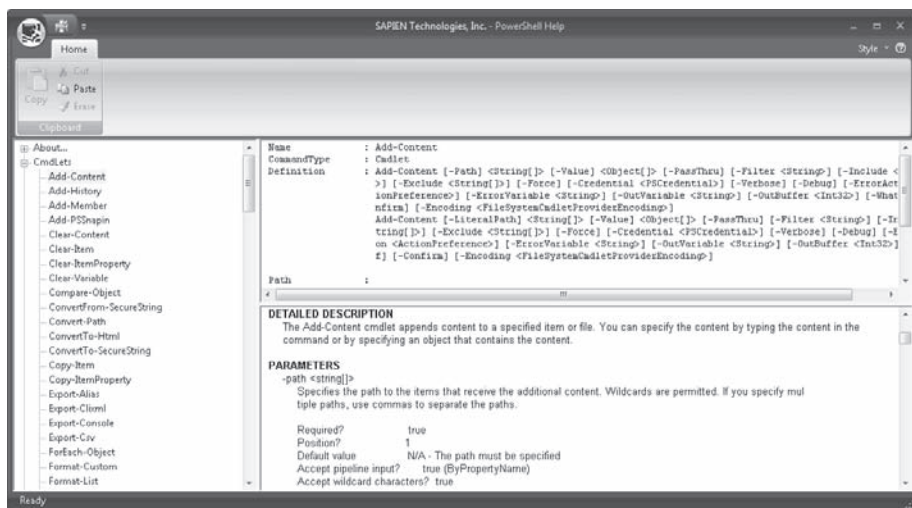 SAPIEN Technologies, Inc. - PowerShell Help
Home
Style
Copy
Cut
Paste
Erase
Clipboard
About...
CmdLets
Add-Content
Add-History
Add-Member
Add-PSSnapin
Clear-Content
Clear-Item
Clear-ItemProperty
Clear-Variable
Compare-Object
ConvertFrom-SecureString
Convert-Path
ConvertTo-Html
ConvertTo-SecureString
Copy-Item
Copy-ItemProperty
Export-Alias
Export-Clixml
Export-Console
Export-Csv
ForEach-Object
Format-Custom
Format-List
Name : Add-Content
CommandType : Cmdlet
Definition : Add-Content [-Path] <String[]> [-Value] <Object[]> [-PassThru] [-Filter <String>] [-Include <
>] [-Exclude <String[]>] [-Force] [-Credential <PSCredential>] [-Verbose] [-Debug] [-ErrorAct
ionPreference>] [-ErrorVariable <String>] [-OutVariable <String>] [-OutBuffer <Int32>] [-What
nfirm] [-Encoding <FileSystemCmdletProviderEncoding>]
Add-Content [-LiteralPath] <String[]> [-Value] <Object[]> [-PassThru] [-Filter <String>] [-In
tring[]>] [-Exclude <String[]>] [-Force] [-Credential <PSCredential>] [-Verbose] [-Debug] [-E
on <ActionPreference>] [-ErrorVariable <String>] [-OutVariable <String>] [-OutBuffer <Int32>]
f] [-Confirm] [-Encoding <FileSystemCmdletProviderEncoding>]
Path :
DETAILED DESCRIPTION
The Add-Content cmdlet appends content to a specified item or file. You can specify the content by typing the content in the
command or by specifying an object that contains the content.
PARAMETERS
-path <string[]>
Specifies the path to the items that receive the additional content. Wildcards are permitted. If you specify mul
tiple paths, use commas to separate the paths.
Required? true
Position? 1
Default value N/A - The path must be specified
Accept pipeline input? true (ByPropertyName)
Accept wildcard characters? true
Ready